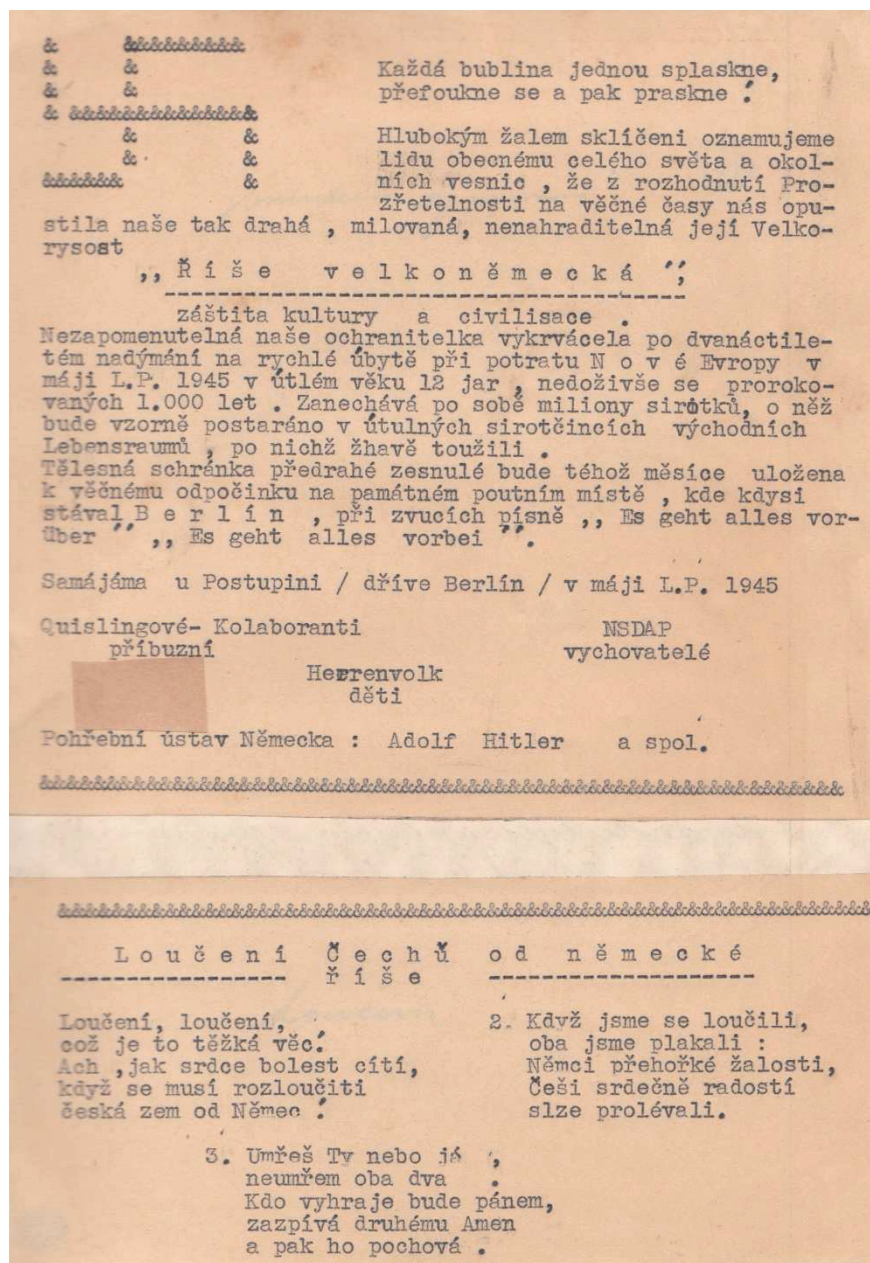 & &&&&&&&&&&
& &
& & Každá bublina jednou splaskne,
& & přefoukne se a pak praskne !
& &&&&&&&&&&&&&&&
& & Hlubokým žalem sklíčeni oznamujeme
& & lidu obecnému celého světa a okol-
&&&&&& & ních vesnic , že z rozhodnutí Pro-
zřetelnosti na věčné časy nás opu-
stila naše tak drahá , milovaná, nenahraditelná její Velko-
rysost
,, Ř í š e v e l k o n ě m e c k á ´´,
----------------------------------------
záštita kultury a civilisace .
Nezapomenutelná naše ochranitelka vykrvácela po dvanáctile-
tém nadýmání na rychlé úbytě při potratu N o v é Evropy v
máji L.P. 1945 v útlém věku 12 jar , nedoživše se proroko-
vaných 1.000 let . Zanechává po sobě miliony sirotků, o něž
bude vzorně postaráno v útulných sirotčincích východních
Lebensraumů , po nichž žhavě toužili .
Tělesná schránka předrahé zesnulé bude téhož měsíce uložena
k věčnému odpočinku na památném poutním místě , kde kdysi
stával B e r l í n , při zvucích písně ,, Es geht alles vor-
über ´´ ,, Es geht alles vorbei ´´.
Samájáma u Postupini / dříve Berlín / v máji L.P. 1945
Quislingové- Kolaboranti NSDAP
příbuzní vychovatelé
Herrenvolk
děti
Pohřební ústav Německa : Adolf Hitler a spol.
&&&&&&&&&&&&&&&&&&&&&&&&&&&&&&&&&&&&&&&&&&&&&&&&&&&&&&&&&&&&&&&&&&&
&&&&&&&&&&&&&&&&&&&&&&&&&&&&&&&&&&&&&&&&&&&&&&&&&&&&&&&&&&&&&&&&&&&
L o u č e n í Č e c h ů o d n ě m e c k é
----------------- ř í š e --------------------
Loučení, loučení,
což je to těžká věc!
Ach ,jak srdce bolest cítí,
když se musí rozloučiti
česká zem od Němec !
2. Když jsme se loučili,
oba jsme plakali :
Němci přehořké žalosti,
Češi srdečně radostí
slze prolévali.
3. Umřeš Ty nebo já ,
neumřem oba dva .
Kdo vyhraje bude pánem,
zazpívá druhému Amen
a pak ho pochová .